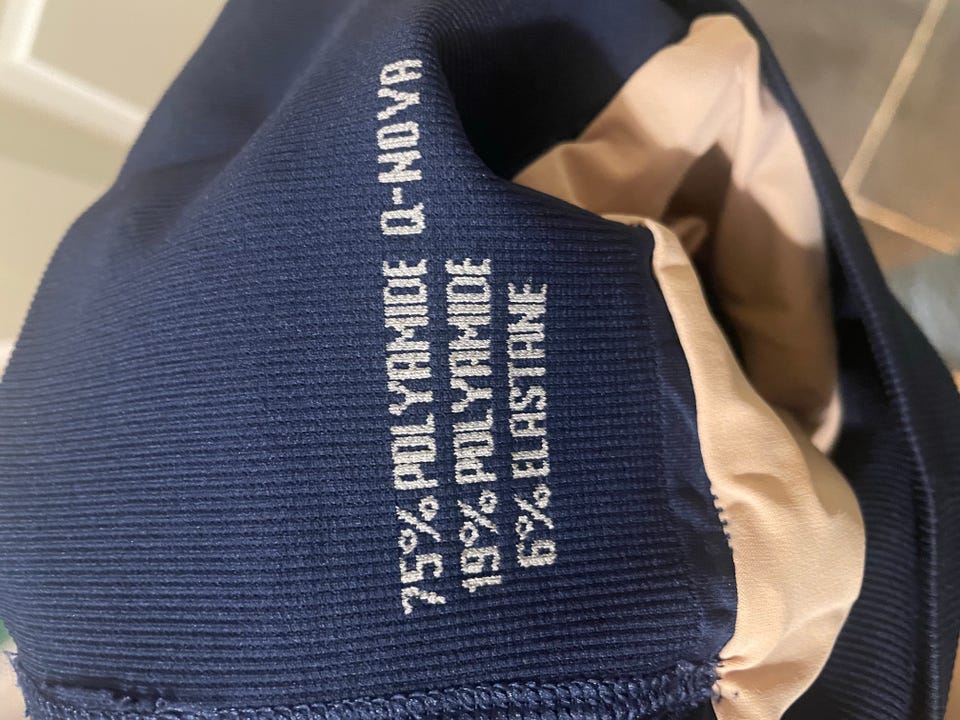 75% POLYAMIDE Q-NOVA
19% POLYAMIDE
6% ELASTANE